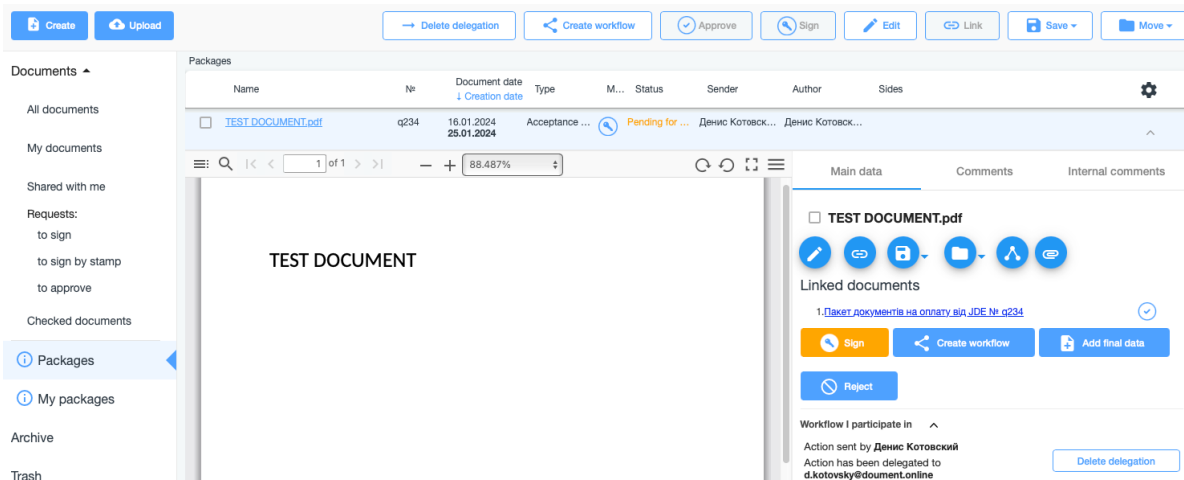 Create
Upload
Delete delegation
Create workflow
Approve
Sign
Edit
Link
Save
Move
Documents
All documents
My documents
Shared with me
Requests:
to sign
to sign by stamp
to approve
Checked documents
Packages
My packages
Archive
Trash
Packages
Name
№
Document date
↓ Creation date
Type
M...
Status
Sender
Author
Sides
TEST DOCUMENT.pdf
q234
16.01.2024
25.01.2024
Acceptance ...
Pending for ...
Денис Котовск...
Денис Котовск...
1 of 1
88.487%
TEST DOCUMENT
Main data
Comments
Internal comments
TEST DOCUMENT.pdf
Linked documents
1.Пакет документів на оплату від JDE № q234
Sign
Create workflow
Add final data
Reject
Workflow I participate in
Action sent by Денис Котовский
Action has been delegated to
d.kotovsky@doument.online
Delete delegation